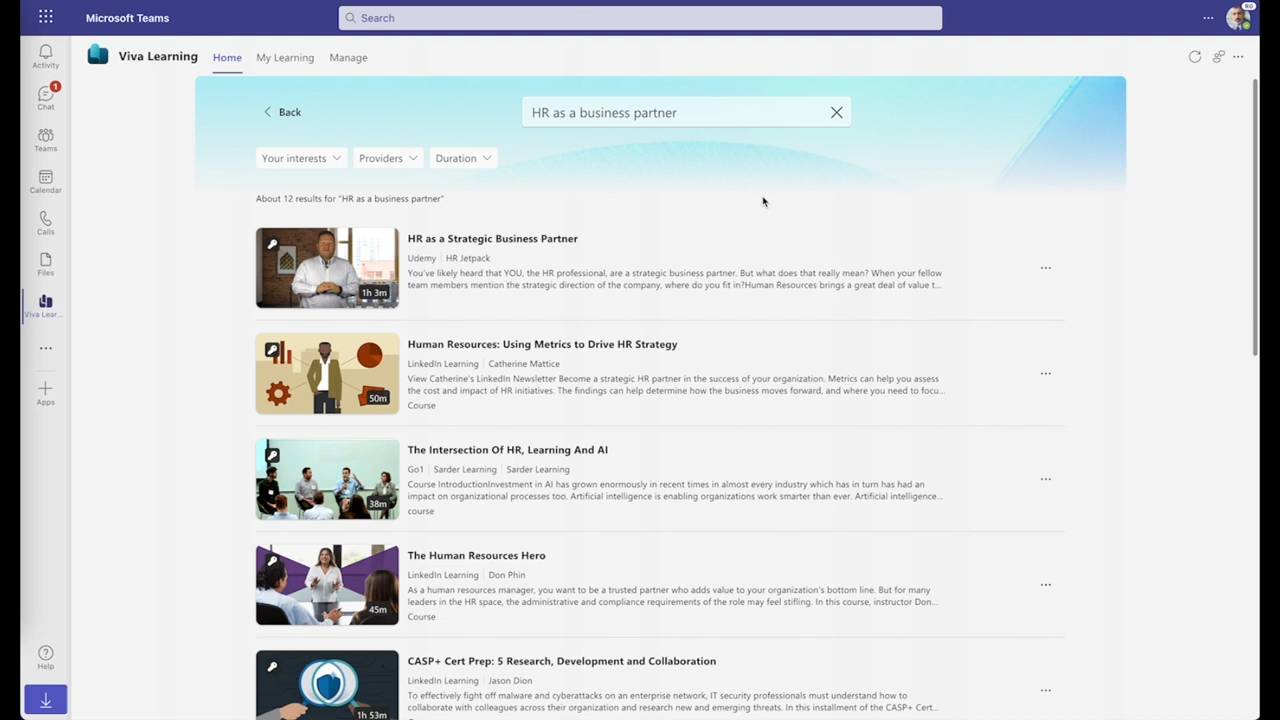 Microsoft Teams
Search
RO
Activity
Chat
1
Teams
Calendar
Calls
Files
Viva Lear...
Apps
Help
Viva Learning
Home
My Learning
Manage
Back
HR as a business partner
Your interests
Providers
Duration
About 12 results for "HR as a business partner"
1h 3m
HR as a Strategic Business Partner
Udemy | HR Jetpack
You've likely heard that YOU, the HR professional, are a strategic business partner. But what does that really mean? When your fellow
team members mention the strategic direction of the company, where do you fit in?Human Resources brings a great deal of value t...
50m
Human Resources: Using Metrics to Drive HR Strategy
LinkedIn Learning | Catherine Mattice
View Catherine's LinkedIn Newsletter Become a strategic HR partner in the success of your organization. Metrics can help you assess
the cost and impact of HR initiatives. The findings can help determine how the business moves forward, and where you need to focu...
Course
38m
The Intersection Of HR, Learning And AI
Go1 | Sarder Learning | Sarder Learning
Course IntroductionInvestment in AI has grown enormously in recent times in almost every industry which has in turn has had an
impact on organizational processes too. Artificial intelligence is enabling organizations work smarter than ever. Artificial intelligence...
course
45m
The Human Resources Hero
LinkedIn Learning | Don Phin
As a human resources manager, you want to be a trusted partner who adds value to your organization's bottom line. But for many
leaders in the HR space, the administrative and compliance requirements of the role may feel stifling. In this course, instructor Don...
Course
1h 53m
CASP+ Cert Prep: 5 Research, Development and Collaboration
LinkedIn Learning | Jason Dion
To effectively fight off malware and cyberattacks on an enterprise network, IT security professionals must understand how to
collaborate with colleagues across their organization and research new and emerging threats. In this installment of the CASP+ Cert...